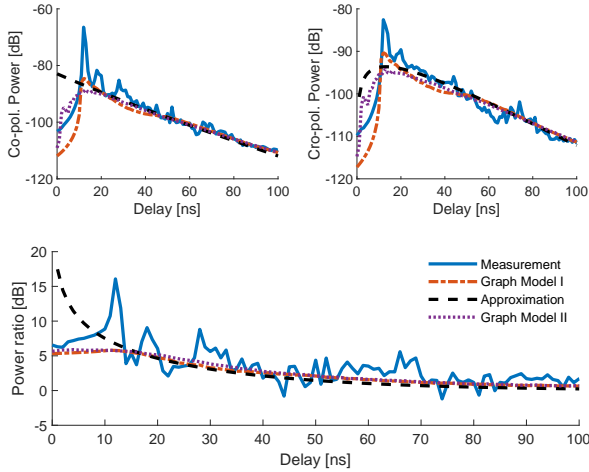 Co-pol. Power [dB]
-60
-80
-100
-120
0 20 40 60 80 100
Delay [ns]
Cro-pol. Power [dB]
-80
-90
-100
-110
-120
0 20 40 60 80 100
Delay [ns]
Power ratio [dB]
20
15
10
5
0
-5
Measurement
Graph Model I
Approximation
Graph Model II
0 10 20 30 40 50 60 70 80 90 100
Delay [ns]